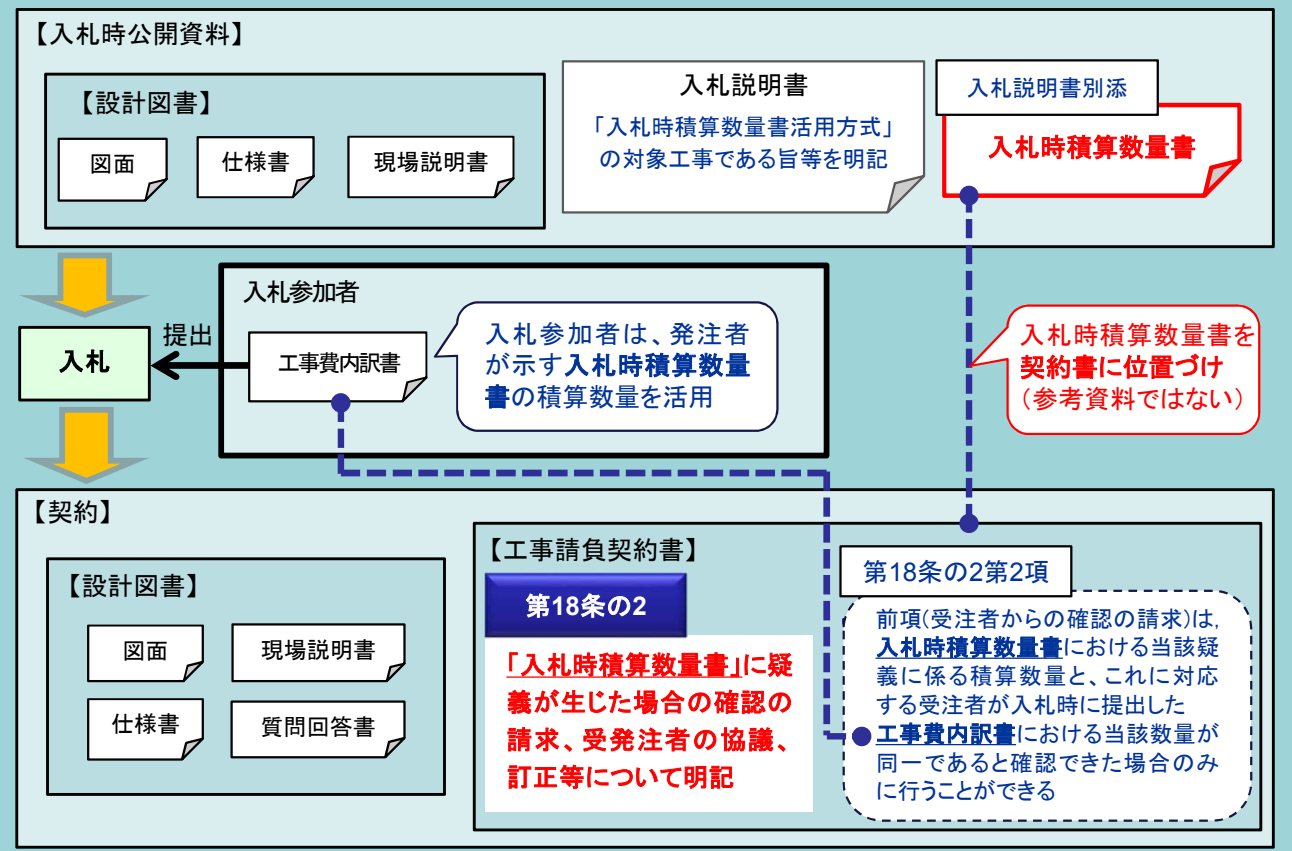 【入札時公開資料】
【設計図書】
図面
仕様書
現場説明書
入札説明書
「入札時積算数量書活用方式」
の対象工事である旨等を明記
入札説明書別添
入札時積算数量書
入札
提出
入札参加者
工事費内訳書
入札参加者は、発注者
が示す入札時積算数量
書の積算数量を活用
入札時積算数量書を
契約書に位置づけ
（参考資料ではない）
【契約】
【設計図書】
図面
現場説明書
仕様書
質問回答書
【工事請負契約書】
第18条の2
「入札時積算数量書」に疑
義が生じた場合の確認の
請求、受発注者の協議、
訂正等について明記
第18条の2第2項
前項(受注者からの確認の請求)は,
入札時積算数量書における当該疑
義に係る積算数量と、これに対応
する受注者が入札時に提出した
工事費内訳書における当該数量が
同一であると確認できた場合のみ
に行うことができる